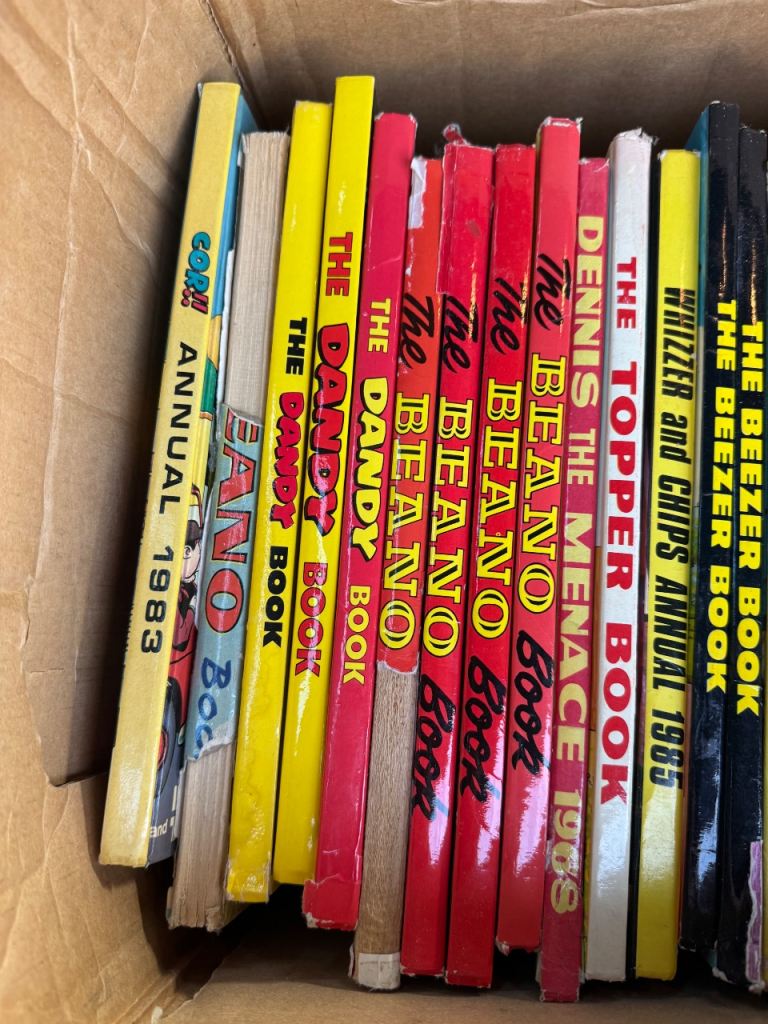 COR!! ANNUAL 1983
EANO Boo
THE DANDY BOOK
THE DANDY BOOK
THE DANDY BOOK
The BEANO
The BEANO Book
The BEANO Book
The BEANO Book
DENNIS THE MENACE 1968
THE TOPPER BOOK
WHIZZER and CHIPS ANNUAL 1985
THE BEEZER BOOK
THE BEEZER BOOK
and